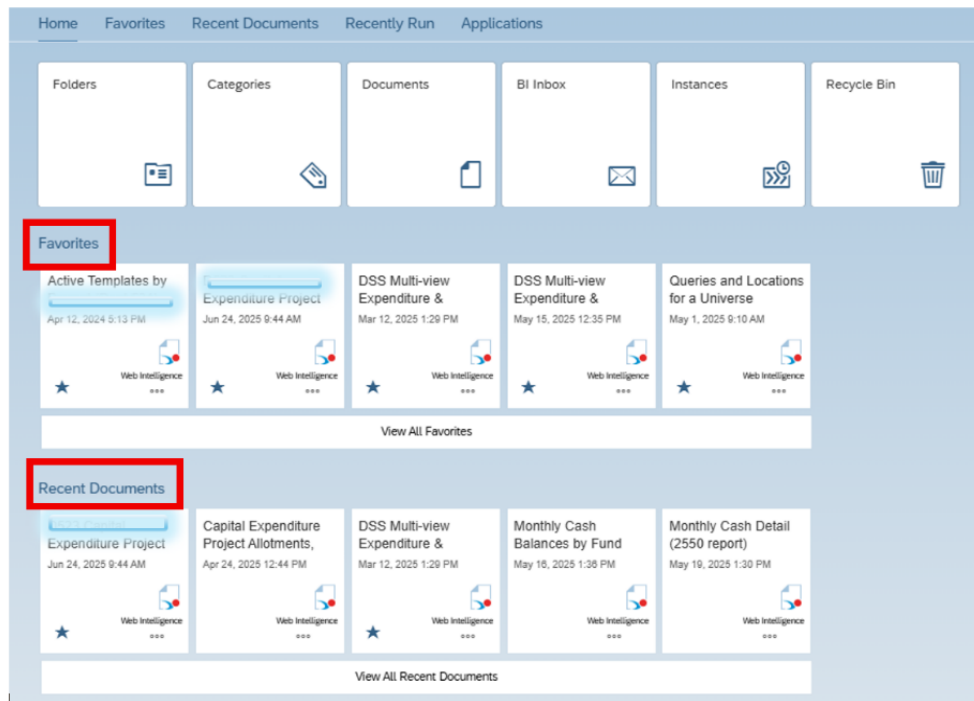 Home Favorites Recent Documents Recently Run Applications
Folders Categories Documents BI Inbox Instances Recycle Bin
Favorites
Active Templates by
Apr 12, 2024 5:13 PM
Web Intelligence
Expenditure Project
Jun 24, 2025 9:44 AM
Web Intelligence
DSS Multi-view
Expenditure &
Mar 12, 2025 1:29 PM
Web Intelligence
DSS Multi-view
Expenditure &
May 15, 2025 12:35 PM
Web Intelligence
Queries and Locations
for a Universe
May 1, 2025 9:10 AM
Web Intelligence
View All Favorites
Recent Documents
Expenditure Project
Jun 24, 2025 9:44 AM
Web Intelligence
Capital Expenditure
Project Allotments,
Apr 24, 2025 12:44 PM
Web Intelligence
DSS Multi-view
Expenditure &
Mar 12, 2025 1:29 PM
Web Intelligence
Monthly Cash
Balances by Fund
May 16, 2025 1:36 PM
Web Intelligence
Monthly Cash Detail
(2550 report)
May 19, 2025 1:30 PM
Web Intelligence
View All Recent Documents